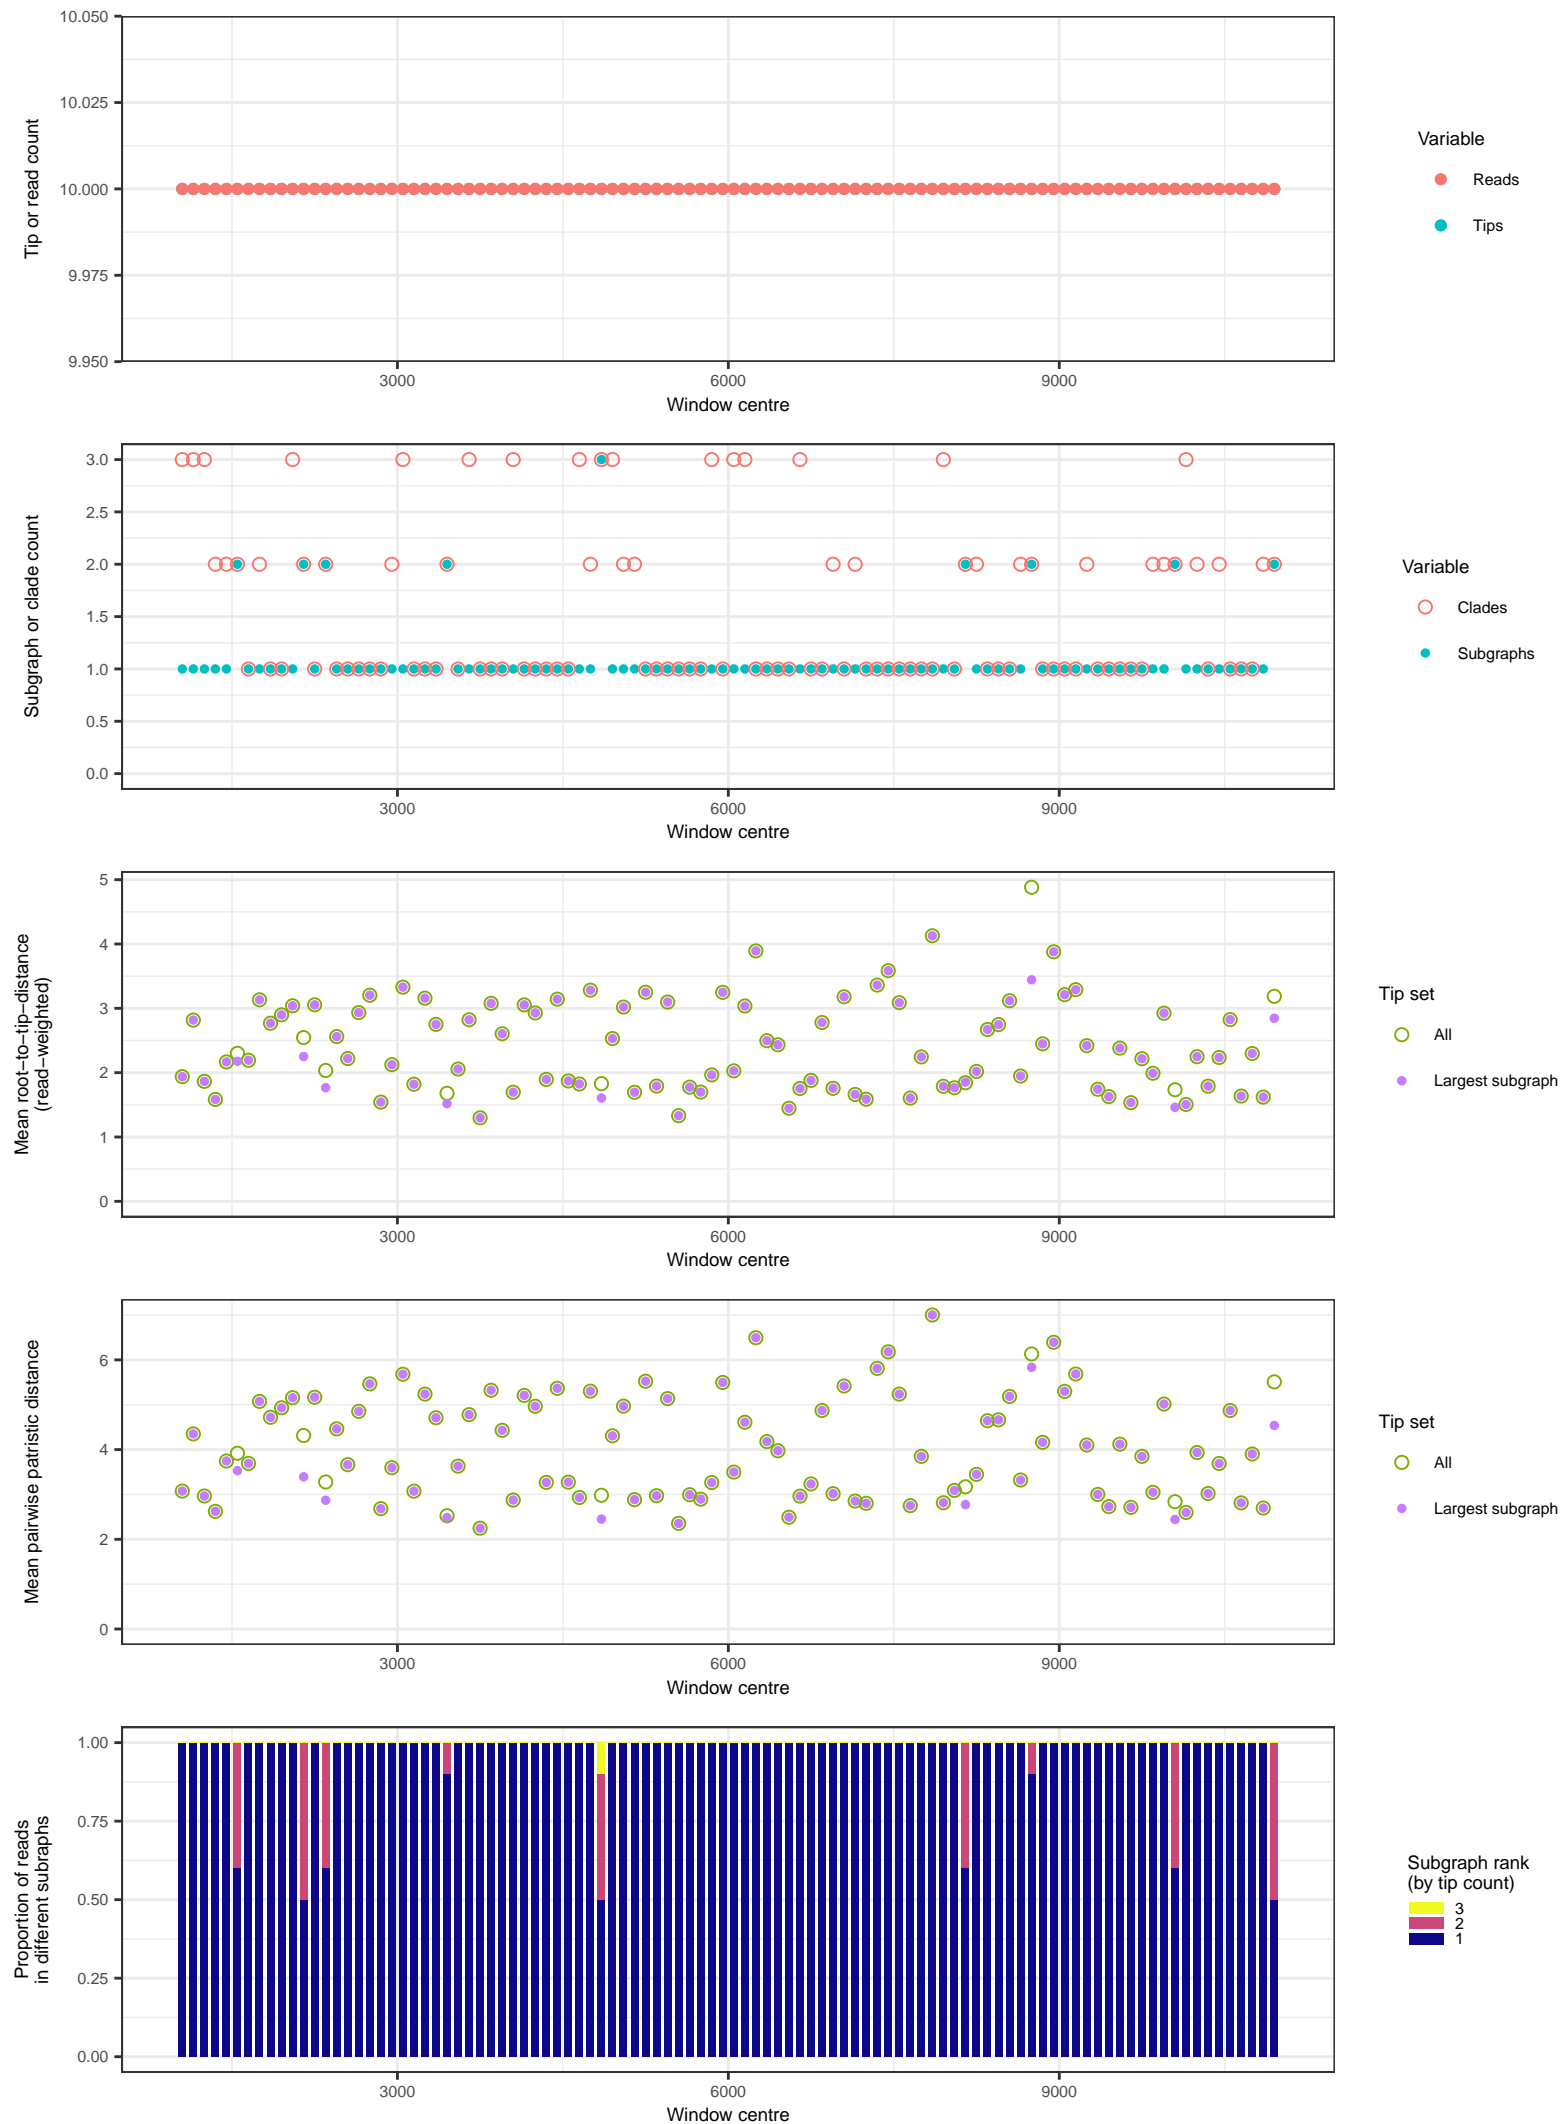 10.050
10.025
10.000
9.975
9.950
Tip or read count
3000
6000
9000
Window centre
Variable
Reads
Tips
3.0
2.5
2.0
1.5
1.0
0.5
0.0
Subgraph or clade count
3000
6000
9000
Window centre
Variable
Clades
Subgraphs
5
4
3
2
1
0
Mean root−to−tip−distance
(read−weighted)
3000
6000
9000
Window centre
Tip set
All
Largest subgraph
6
4
2
0
Mean pairwise patristic distance
3000
6000
9000
Window centre
Tip set
All
Largest subgraph
1.00
0.75
0.50
0.25
0.00
Proportion of reads
in different subraphs
3000
6000
9000
Window centre
Subgraph rank
(by tip count)
3
2
1